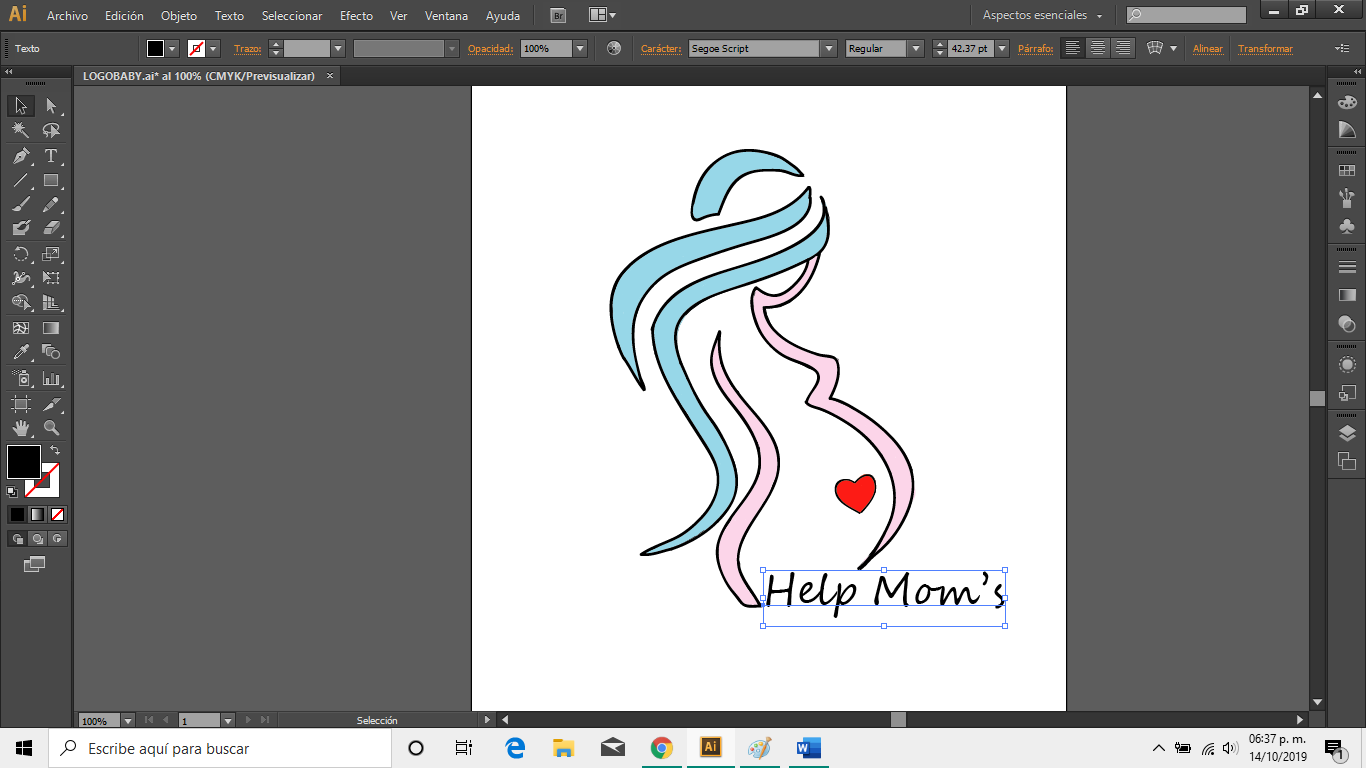 Ai Archivo Edición Objeto Texto Seleccionar Efecto Ver Ventana Ayuda Br Aspectos esenciales
Texto Trazo: Opacidad: 100% Carácter: Segoe Script Regular 42.37 pt Párrafo: Alinear Transformar
LOGOBABY.ai* al 100% (CMYK/Previsualizar) ×
Help Mom's
100% 1 Selección
Escribe aquí para buscar
Ai
06:37 p. m.
14/10/2019
1